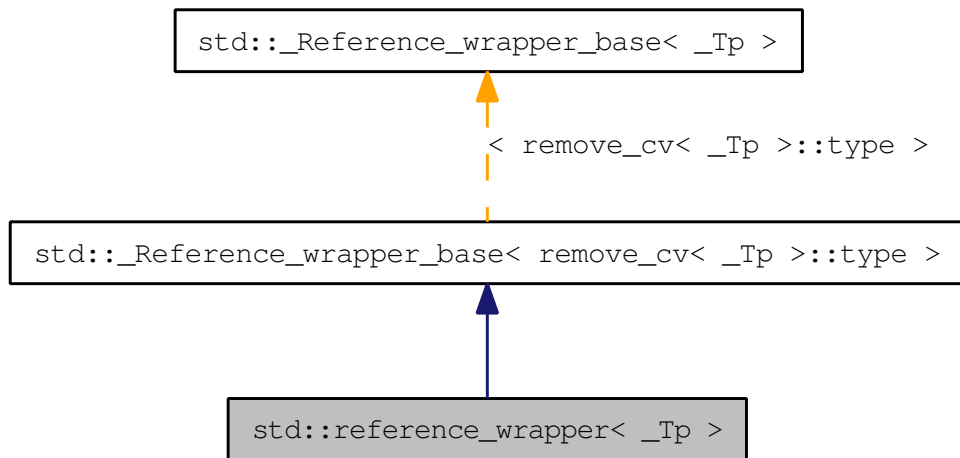 std::_Reference_wrapper_base< _Tp >
< remove_cv< _Tp >::type >
std::_Reference_wrapper_base< remove_cv< _Tp >::type >
std::reference_wrapper< _Tp >